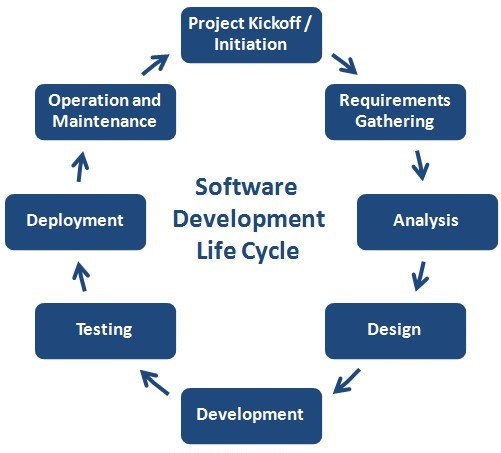 Project Kickoff /
Initiation
Requirements
Gathering
Analysis
Design
Development
Testing
Deployment
Operation and
Maintenance
Software
Development
Life Cycle